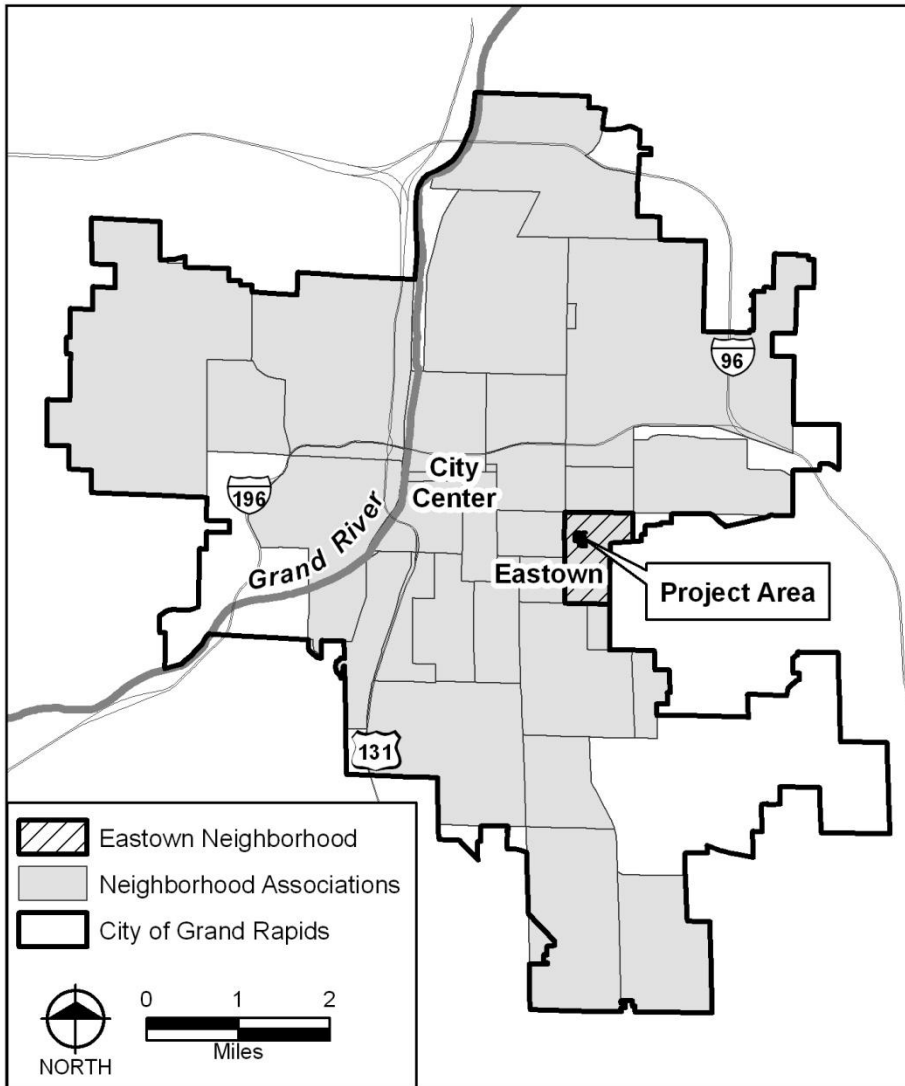 96
City
Center
196
Grand River
Eastown
Project Area
131
Eastown Neighborhood
Neighborhood Associations
City of Grand Rapids
0 1 2
Miles
NORTH